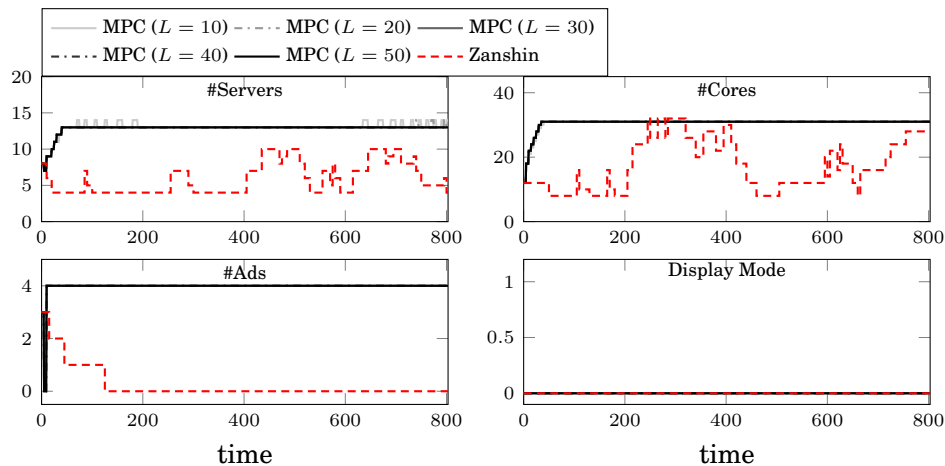 MPC (L = 10) MPC (L = 20) MPC (L = 30)
MPC (L = 40) MPC (L = 50) Zanshin
#Servers
20
15
10
5
0
0 200 400 600 800
#Cores
40
20
0
0 200 400 600 800
#Ads
4
2
0
0 200 400 600 800
time
Display Mode
1
0.5
0
0 200 400 600 800
time